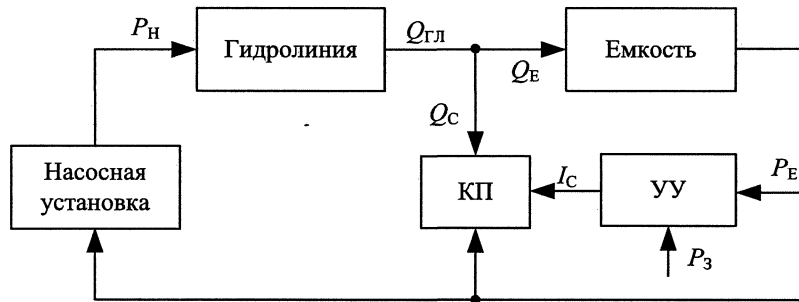 P_Н
Гидролиния
Q_ГЛ
Q_Е
Емкость
Q_С
Насосная
установка
КП
I_С
УУ
P_Е
P_З